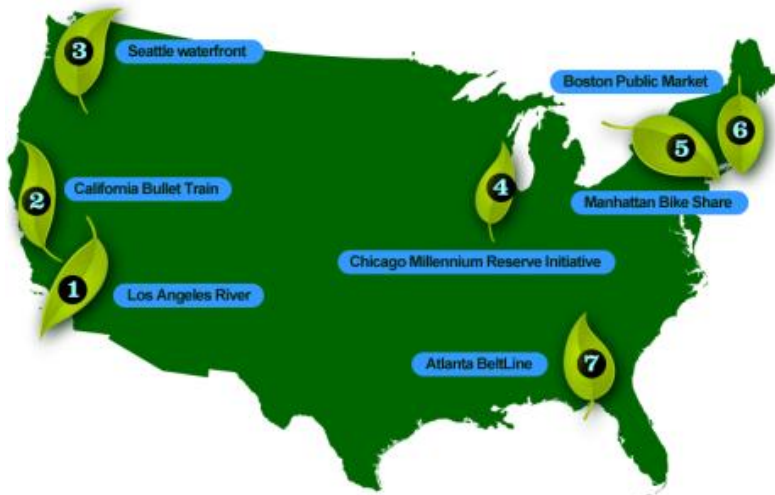 3
Seattle waterfront
Boston Public Market
6
5
2
California Bullet Train
4
Manhattan Bike Share
Chicago Millennium Reserve Initiative
1
Los Angeles River
Atlanta BeltLine
7